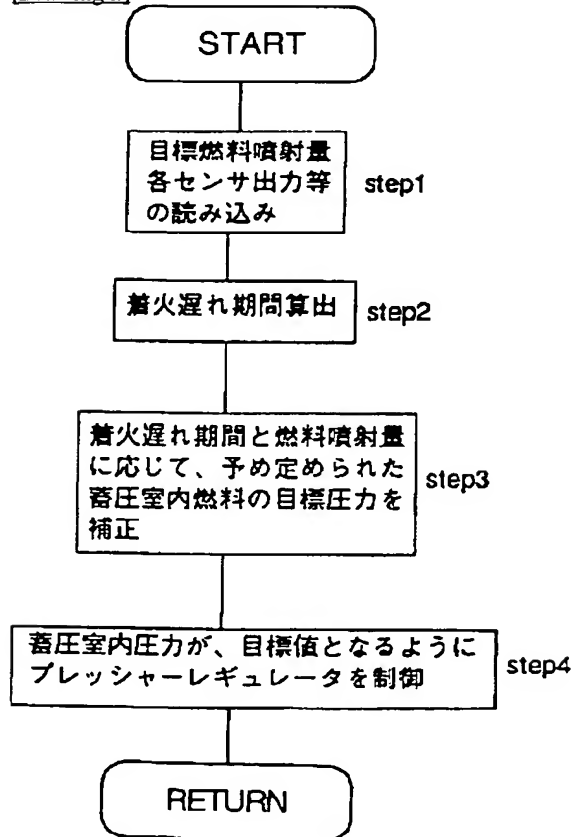 START
目標燃料噴射量
各センサ出力等
の読み込み
step1
着火遅れ期間算出
step2
着火遅れ期間と燃料噴射量
に応じて、予め定められた
蓄圧室内燃料の目標圧力を
補正
step3
蓄圧室内圧力が、目標値となるように
プレッシャーレギュレータを制御
step4
RETURN